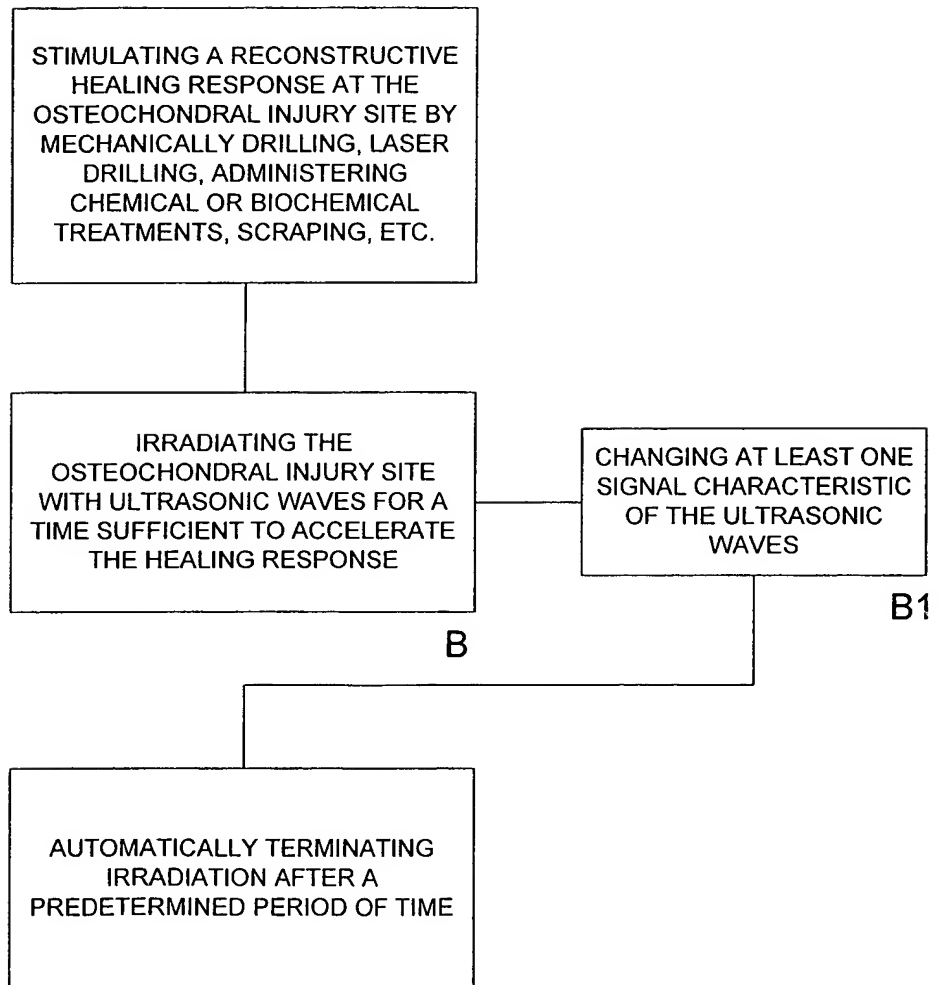 STIMULATING A RECONSTRUCTIVE
HEALING RESPONSE AT THE
OSTEOCHONDRAL INJURY SITE BY
MECHANICALLY DRILLING, LASER
DRILLING, ADMINISTERING
CHEMICAL OR BIOCHEMICAL
TREATMENTS, SCRAPING, ETC.
IRRADIATING THE
OSTEOCHONDRAL INJURY SITE
WITH ULTRASONIC WAVES FOR A
TIME SUFFICIENT TO ACCELERATE
THE HEALING RESPONSE
B
CHANGING AT LEAST ONE
SIGNAL CHARACTERISTIC
OF THE ULTRASONIC
WAVES
B1
AUTOMATICALLY TERMINATING
IRRADIATION AFTER A
PREDETERMINED PERIOD OF TIME